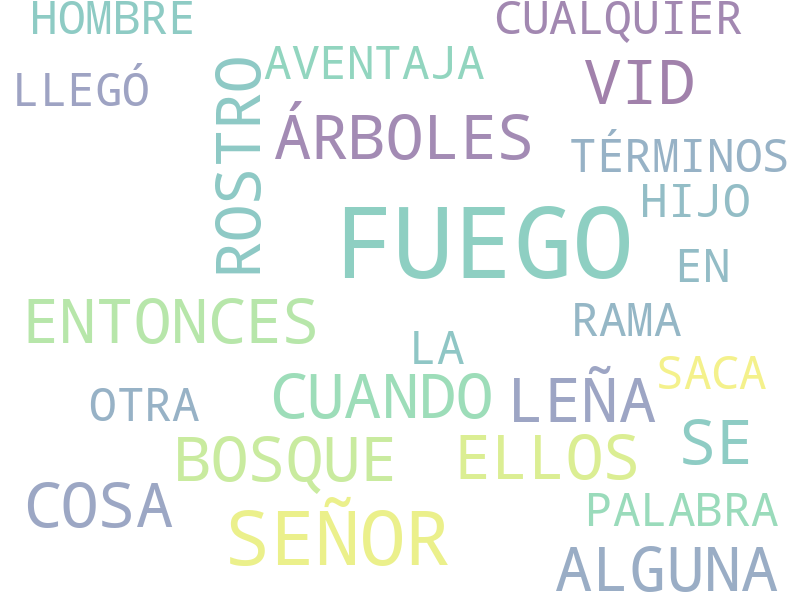 HOMBRE
CUALQUIER
AVENTAJA
LLEGÓ
VID
ROSTRO
ÁRBOLES
TÉRMINOS
HIJO
FUEGO
EN
ENTONCES
RAMA
LA
SACA
OTRA
CUANDO
LEÑA
SE
BOSQUE
ELLOS
COSA
PALABRA
SEÑOR
ALGUNA